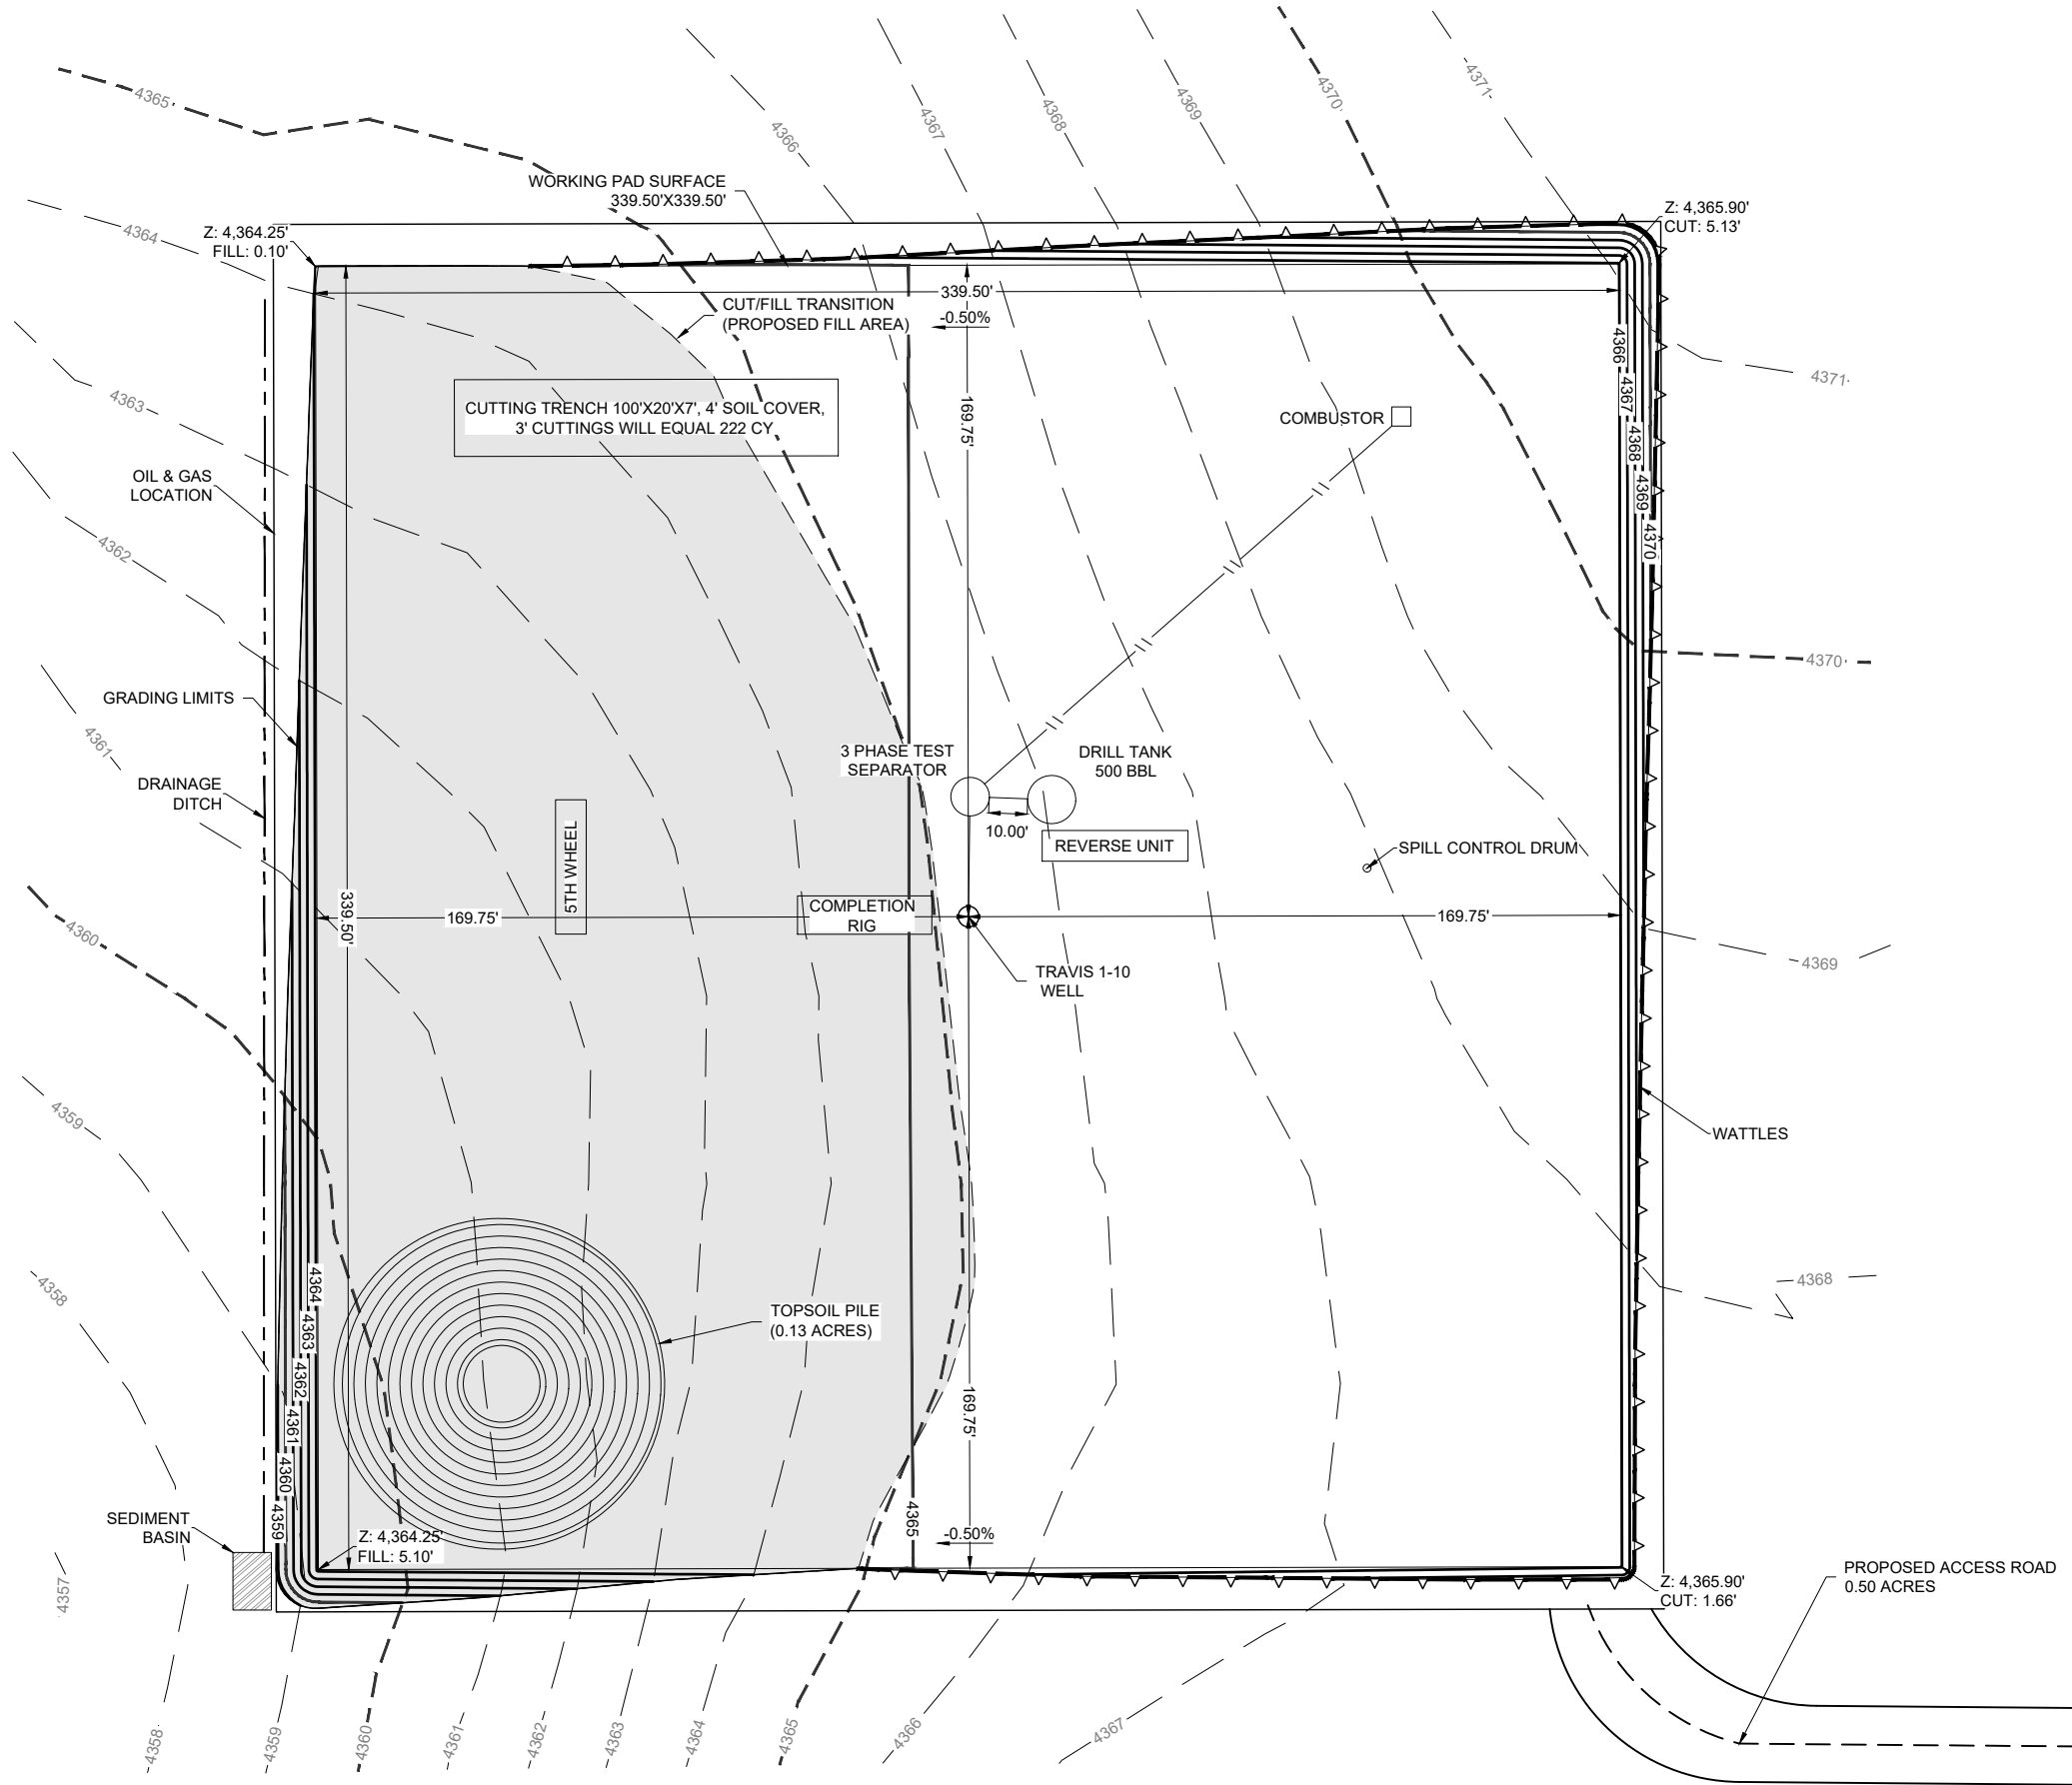 4365
4366
4367
4368
4369
4370
4371
WORKING PAD SURFACE
339.50'X339.50'
Z: 4,365.90'
CUT: 5.13'
4364
Z: 4,364.25'
FILL: 0.10'
339.50'
CUT/FILL TRANSITION
(PROPOSED FILL AREA)
-0.50%
4366
4367
4368
4369
4370
4371
4363
CUTTING TRENCH 100'X20'X7', 4' SOIL COVER,
3' CUTTINGS WILL EQUAL 222 CY
169.75'
COMBUSTOR
OIL & GAS
LOCATION
4362
4370
GRADING LIMITS
4361
3 PHASE TEST
SEPARATOR
DRILL TANK
500 BBL
DRAINAGE
DITCH
10.00'
REVERSE UNIT
SPILL CONTROL DRUM
5TH WHEEL
339.50'
169.75'
COMPLETION
RIG
169.75'
4360
4369
TRAVIS 1-10
WELL
4359
WATTLES
4358
4368
4364
4363
4362
4361
4360
4359
TOPSOIL PILE
(0.13 ACRES)
169.75'
SEDIMENT
BASIN
Z: 4,364.25'
FILL: 5.10'
4365
-0.50%
4357
Z: 4,365.90'
CUT: 1.66'
PROPOSED ACCESS ROAD
0.50 ACRES
4358
4359
4360
4361
4362
4363
4364
4365
4366
4367